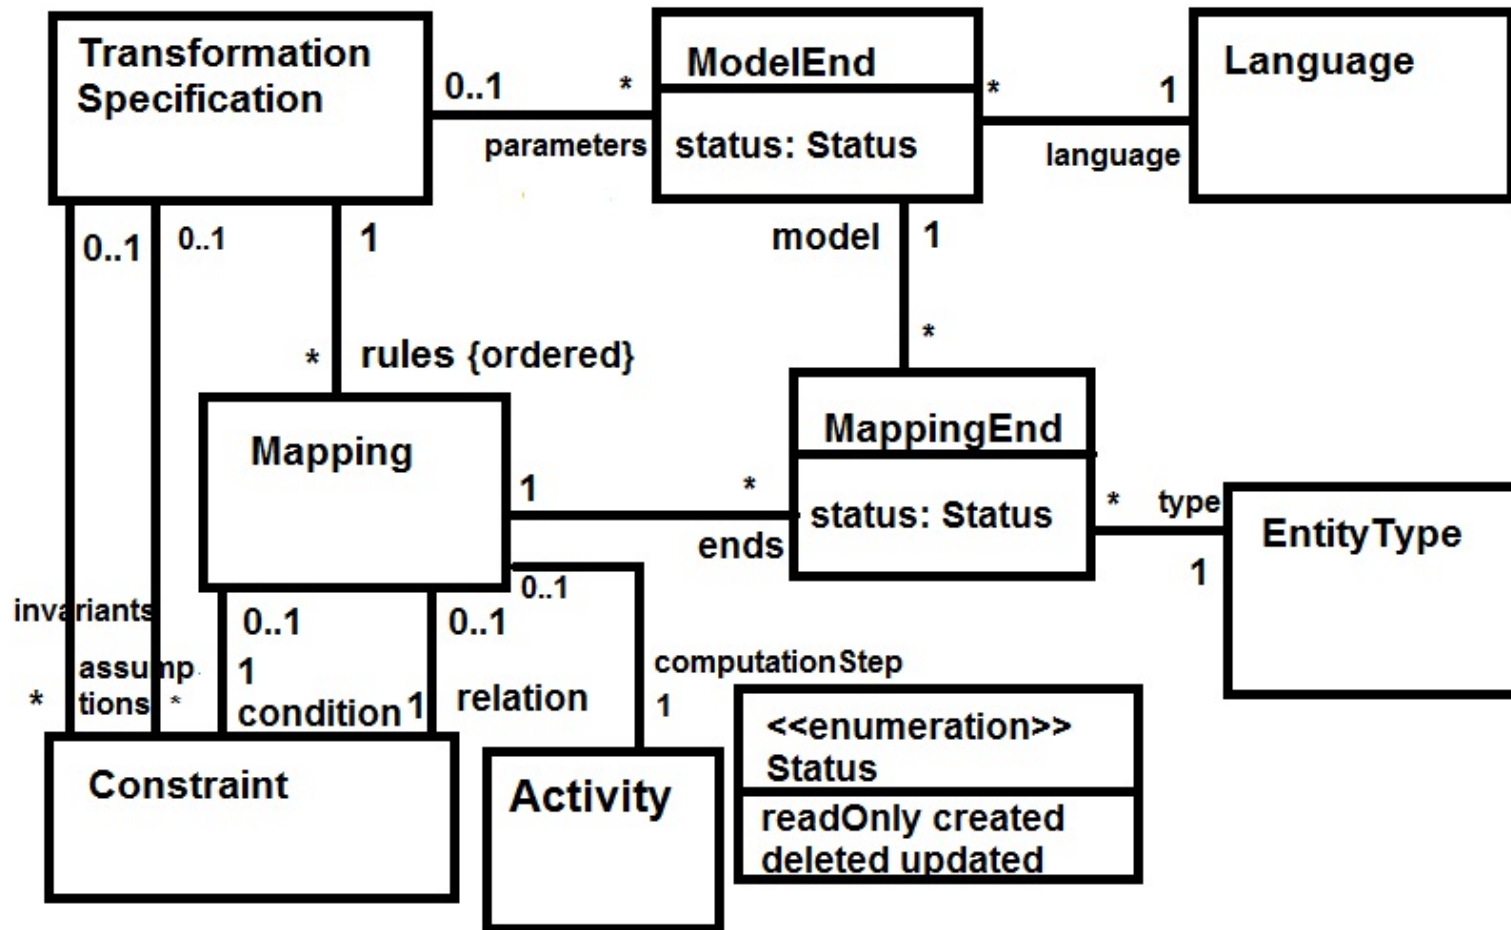 Transformation
Specification
0..1
*
parameters
ModelEnd
status: Status
*
1
language
Language
0..1
0..1
1
model
1
*
rules {ordered}
*
Mapping
1
*
ends
MappingEnd
status: Status
*
type
1
EntityType
0..1
invariants
0..1
0..1
assump
tions
*
*
1
condition
1
relation
computationStep
1
Constraint
Activity
<<enumeration>>
Status
readOnly created
deleted updated